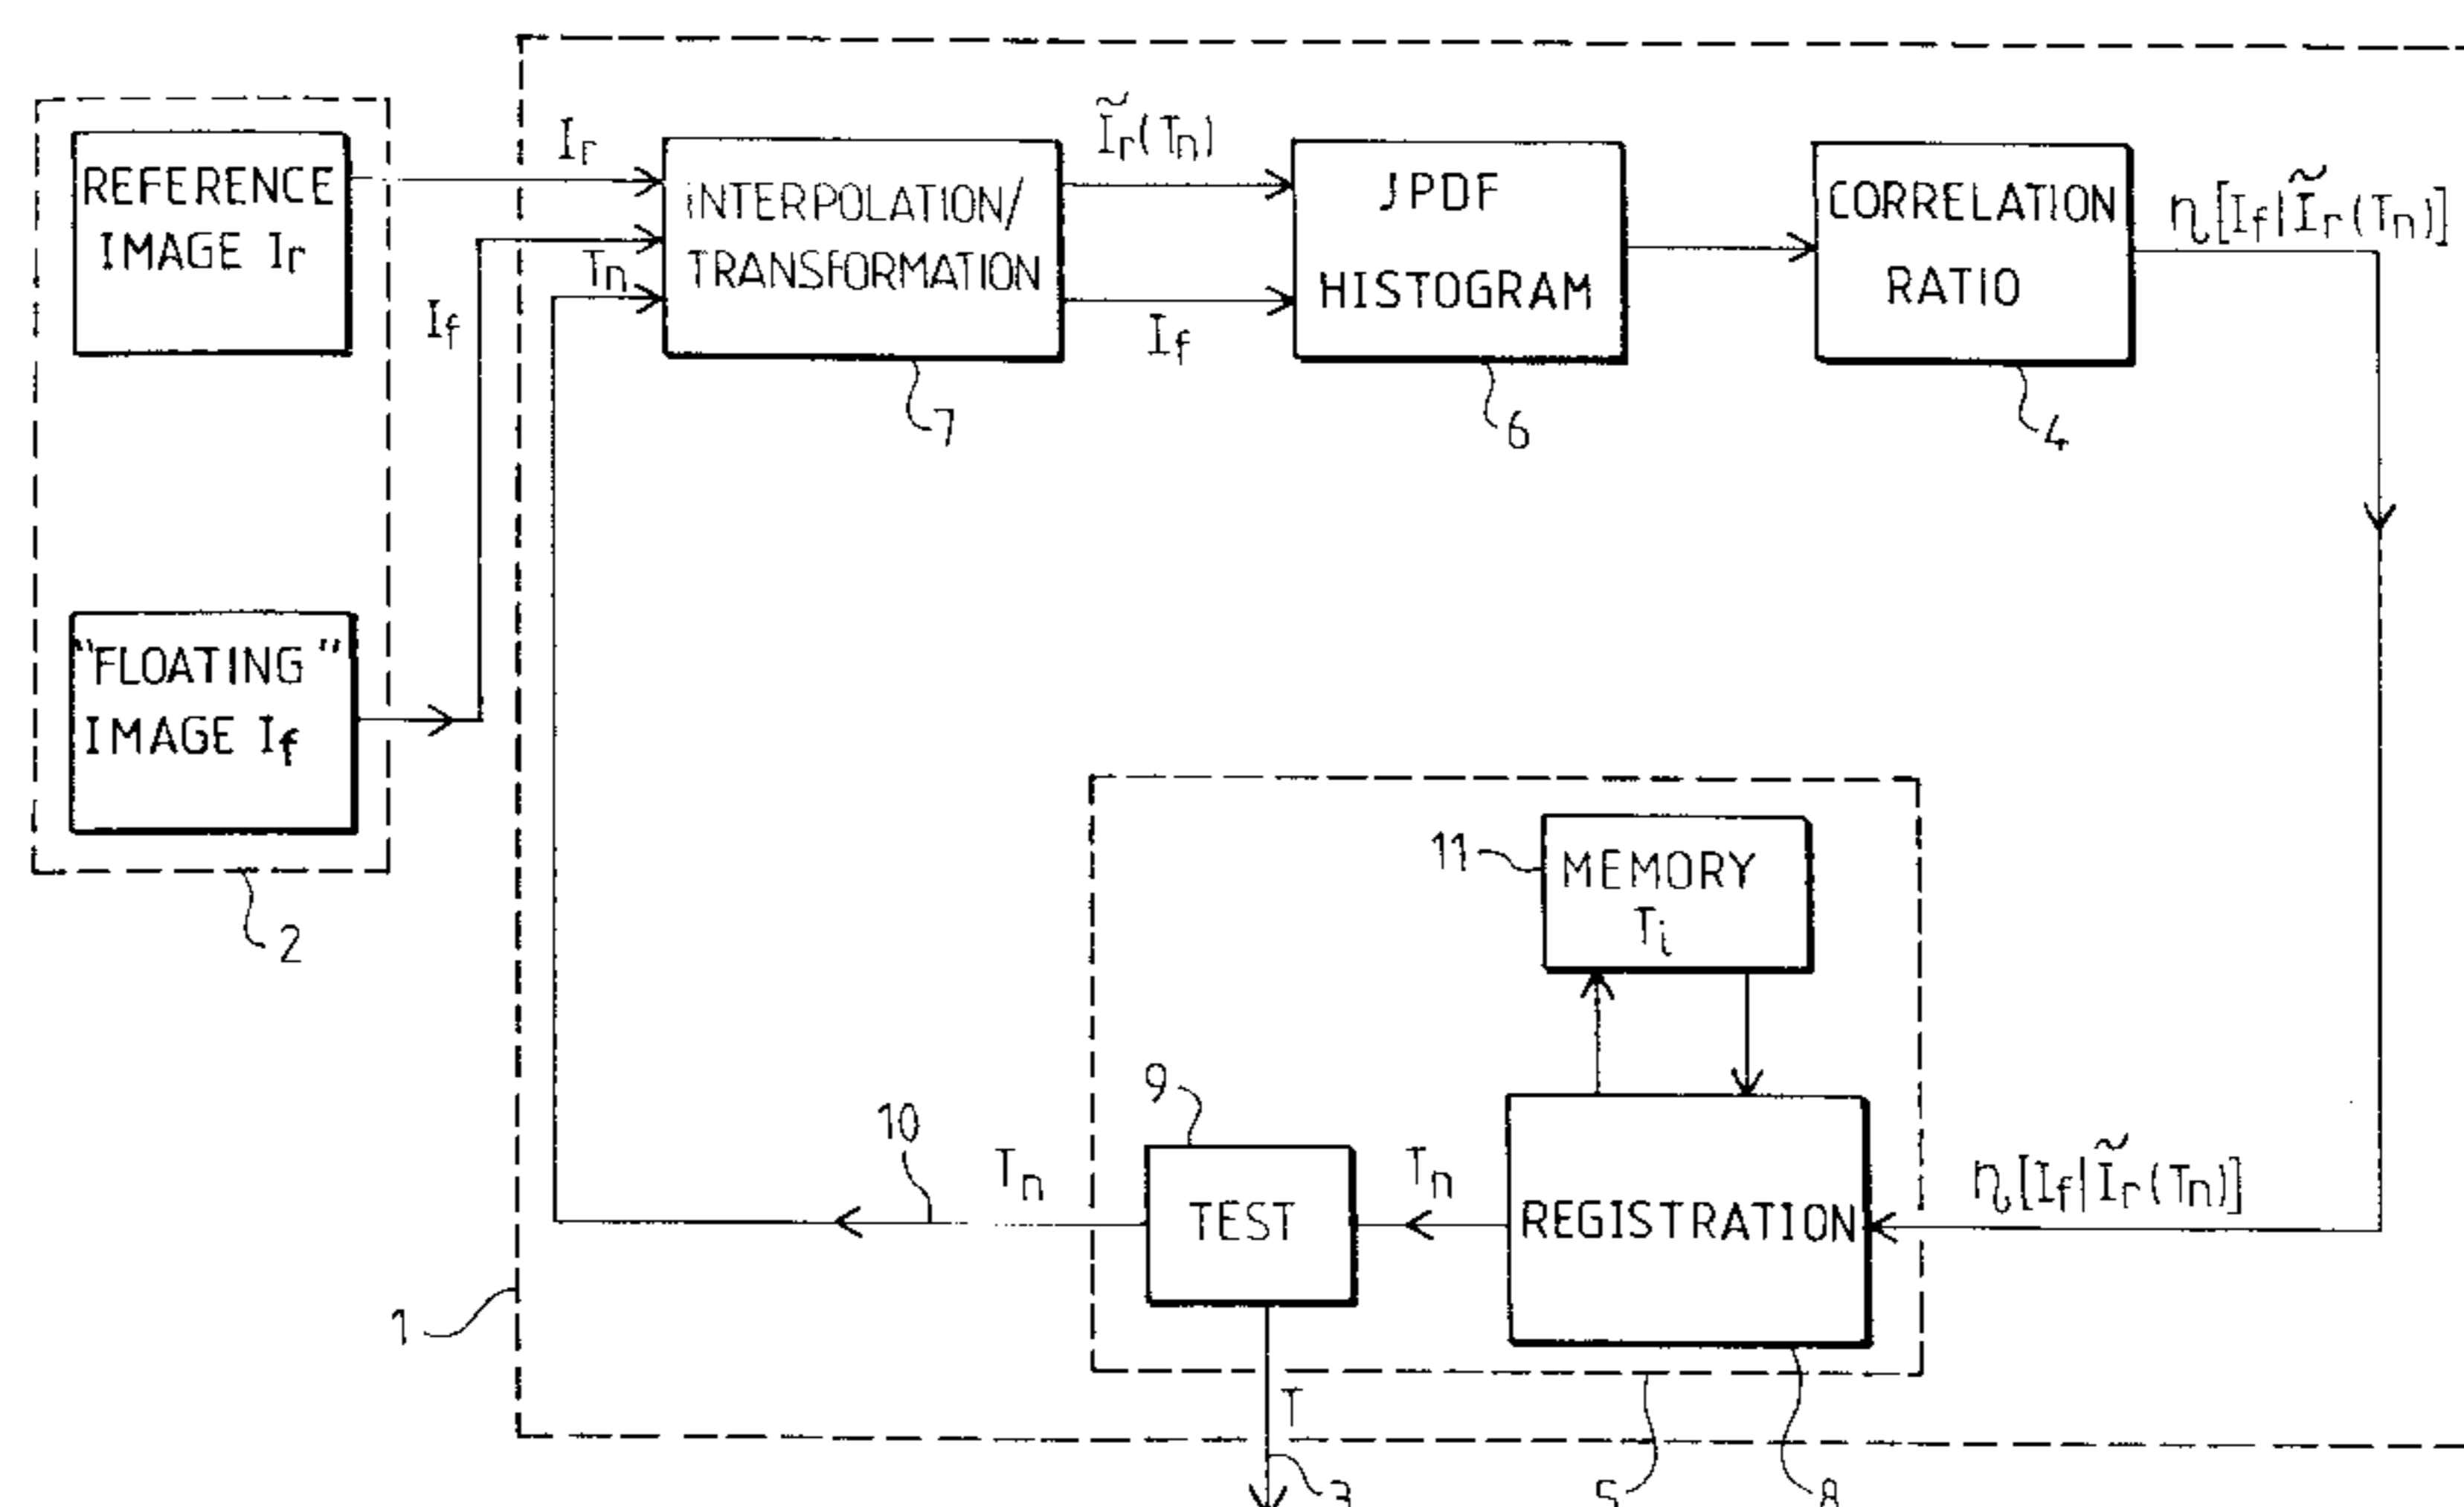 REFERENCE
IMAGE Ir
Ir
INTERPOLATION/
TRANSFORMATION
Ĩr(Tn)
JPDF
HISTOGRAM
CORRELATION
RATIO
η[If|Ĩr(Tn)]
Tn
If
If
7
6
4
"FLOATING"
IMAGE If
2
11
MEMORY
Ti
9
10
Tn
TEST
Tn
REGISTRATION
η[If|Ĩr(Tn)]
1
T
3
5
8